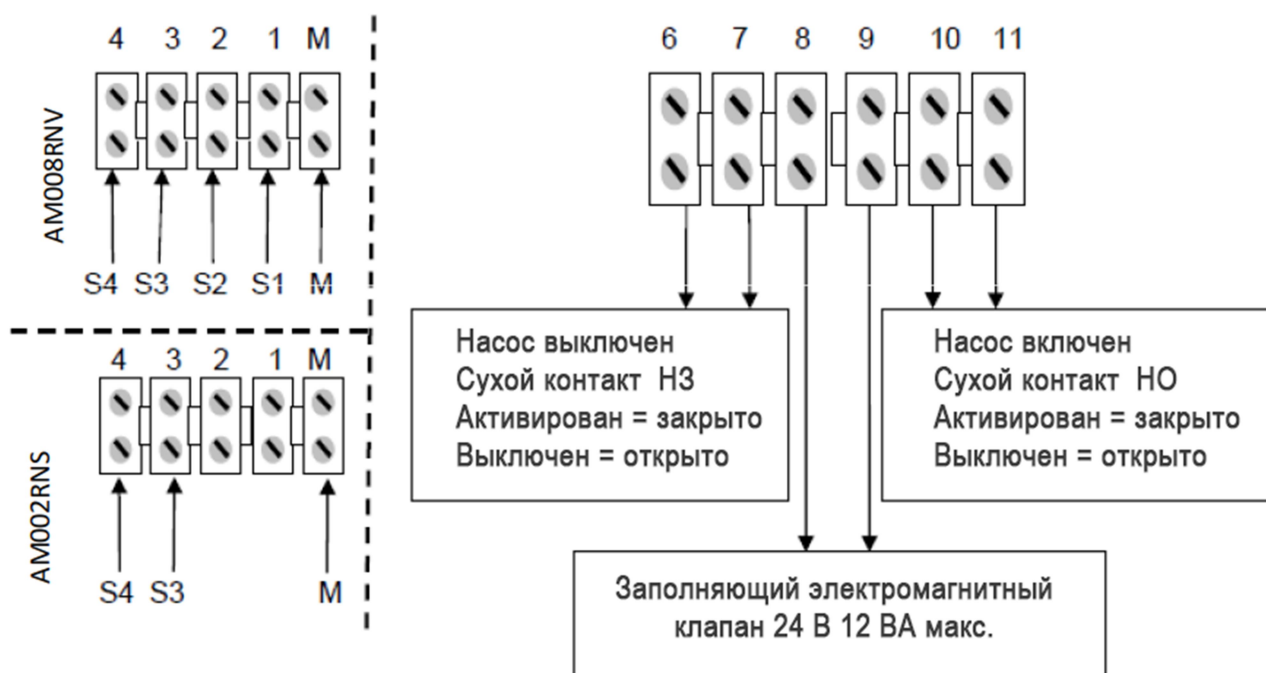 4 3 2 1 M
AM008RNV
S4 S3 S2 S1 M
4 3 2 1 M
AM002RNS
S4 S3 M
6 7 8 9 10 11
Насос выключен
Сухой контакт НЗ
Активирован = закрыто
Выключен = открыто
Насос включен
Сухой контакт НО
Активирован = закрыто
Выключен = открыто
Заполняющий электромагнитный
клапан 24 В 12 ВА макс.